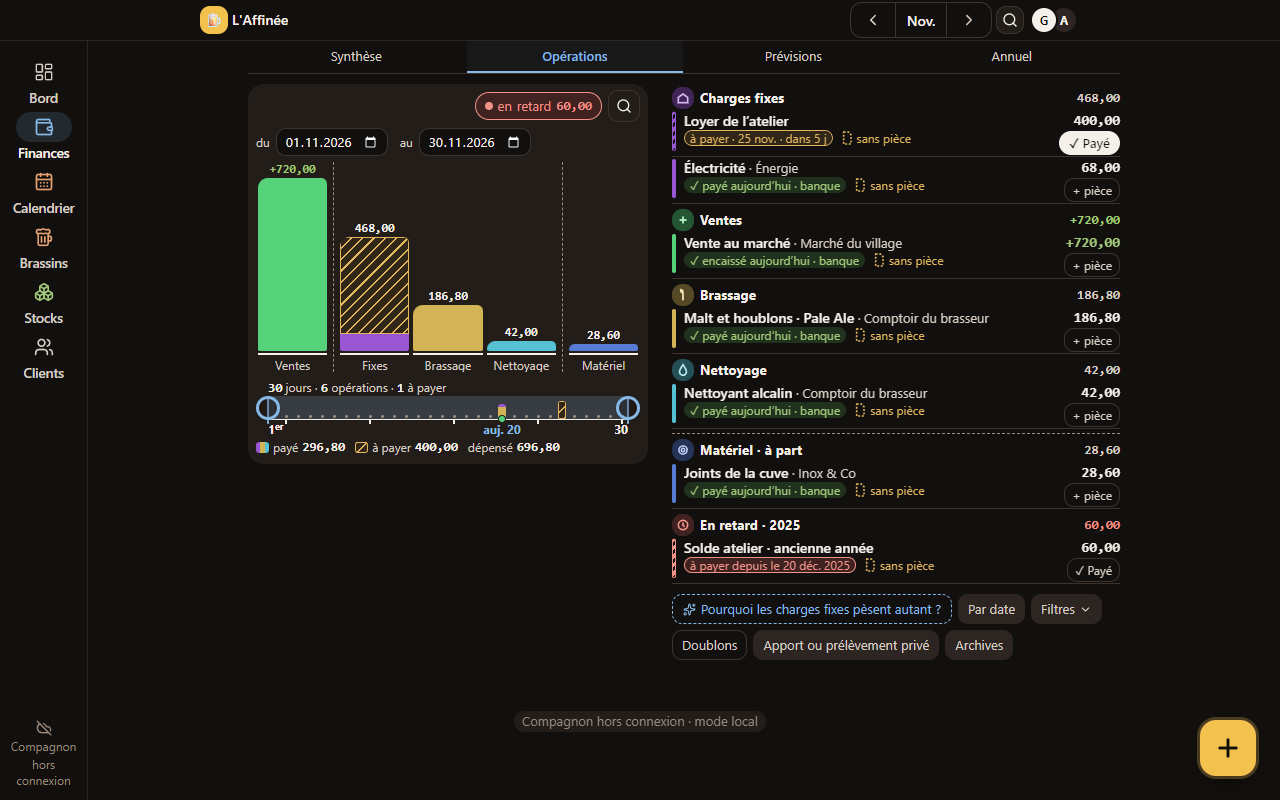 L'Affinée
Nov.
G A
Synthèse Opérations Prévisions Annuel
Bord
Finances
Calendrier
Brassins
Stocks
Clients
Compagnon
hors
connexion
en retard 60,00
du 01.11.2026 au 30.11.2026
+720,00
468,00
186,80
42,00
28,60
Ventes Fixes Brassage Nettoyage Matériel
30 jours · 6 opérations · 1 à payer
1er auj. 20 30
payé 296,80 à payer 400,00 dépensé 696,80
Charges fixes 468,00
Loyer de l'atelier 400,00
à payer · 25 nov. · dans 5 j sans pièce ✓ Payé
Électricité · Énergie 68,00
✓ payé aujourd'hui · banque sans pièce + pièce
Ventes +720,00
Vente au marché · Marché du village +720,00
✓ encaissé aujourd'hui · banque sans pièce + pièce
Brassage 186,80
Malt et houblons · Pale Ale · Comptoir du brasseur 186,80
✓ payé aujourd'hui · banque sans pièce + pièce
Nettoyage 42,00
Nettoyant alcalin · Comptoir du brasseur 42,00
✓ payé aujourd'hui · banque sans pièce + pièce
Matériel · à part 28,60
Joints de la cuve · Inox & Co 28,60
✓ payé aujourd'hui · banque sans pièce + pièce
En retard · 2025 60,00
Solde atelier · ancienne année 60,00
à payer depuis le 20 déc. 2025 sans pièce ✓ Payé
Pourquoi les charges fixes pèsent autant ? Par date Filtres
Doublons Apport ou prélèvement privé Archives
Compagnon hors connexion · mode local